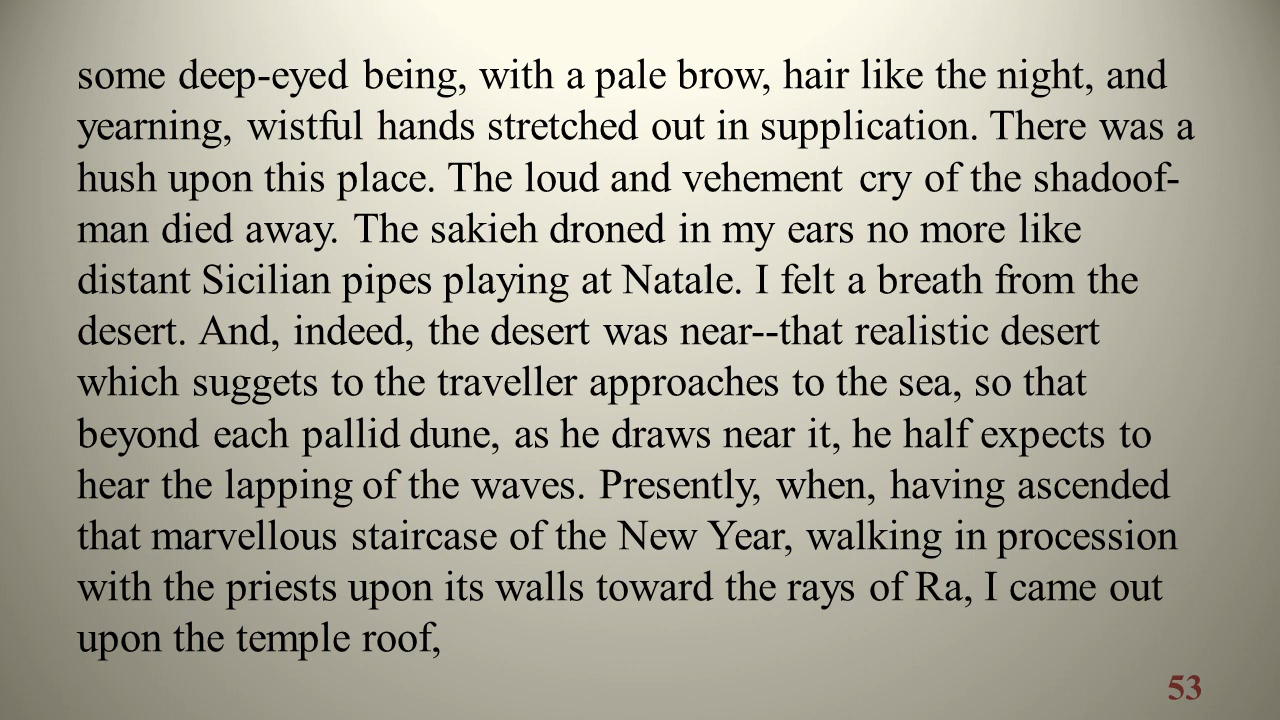 some deep-eyed being, with a pale brow, hair like the night, and
yearning, wistful hands stretched out in supplication. There was a
hush upon this place. The loud and vehement cry of the shadoof-
man died away. The sakieh droned in my ears no more like
distant Sicilian pipes playing at Natale. I felt a breath from the
desert. And, indeed, the desert was near--that realistic desert
which suggets to the traveller approaches to the sea, so that
beyond each pallid dune, as he draws near it, he half expects to
hear the lapping of the waves. Presently, when, having ascended
that marvellous staircase of the New Year, walking in procession
with the priests upon its walls toward the rays of Ra, I came out
upon the temple roof,
53